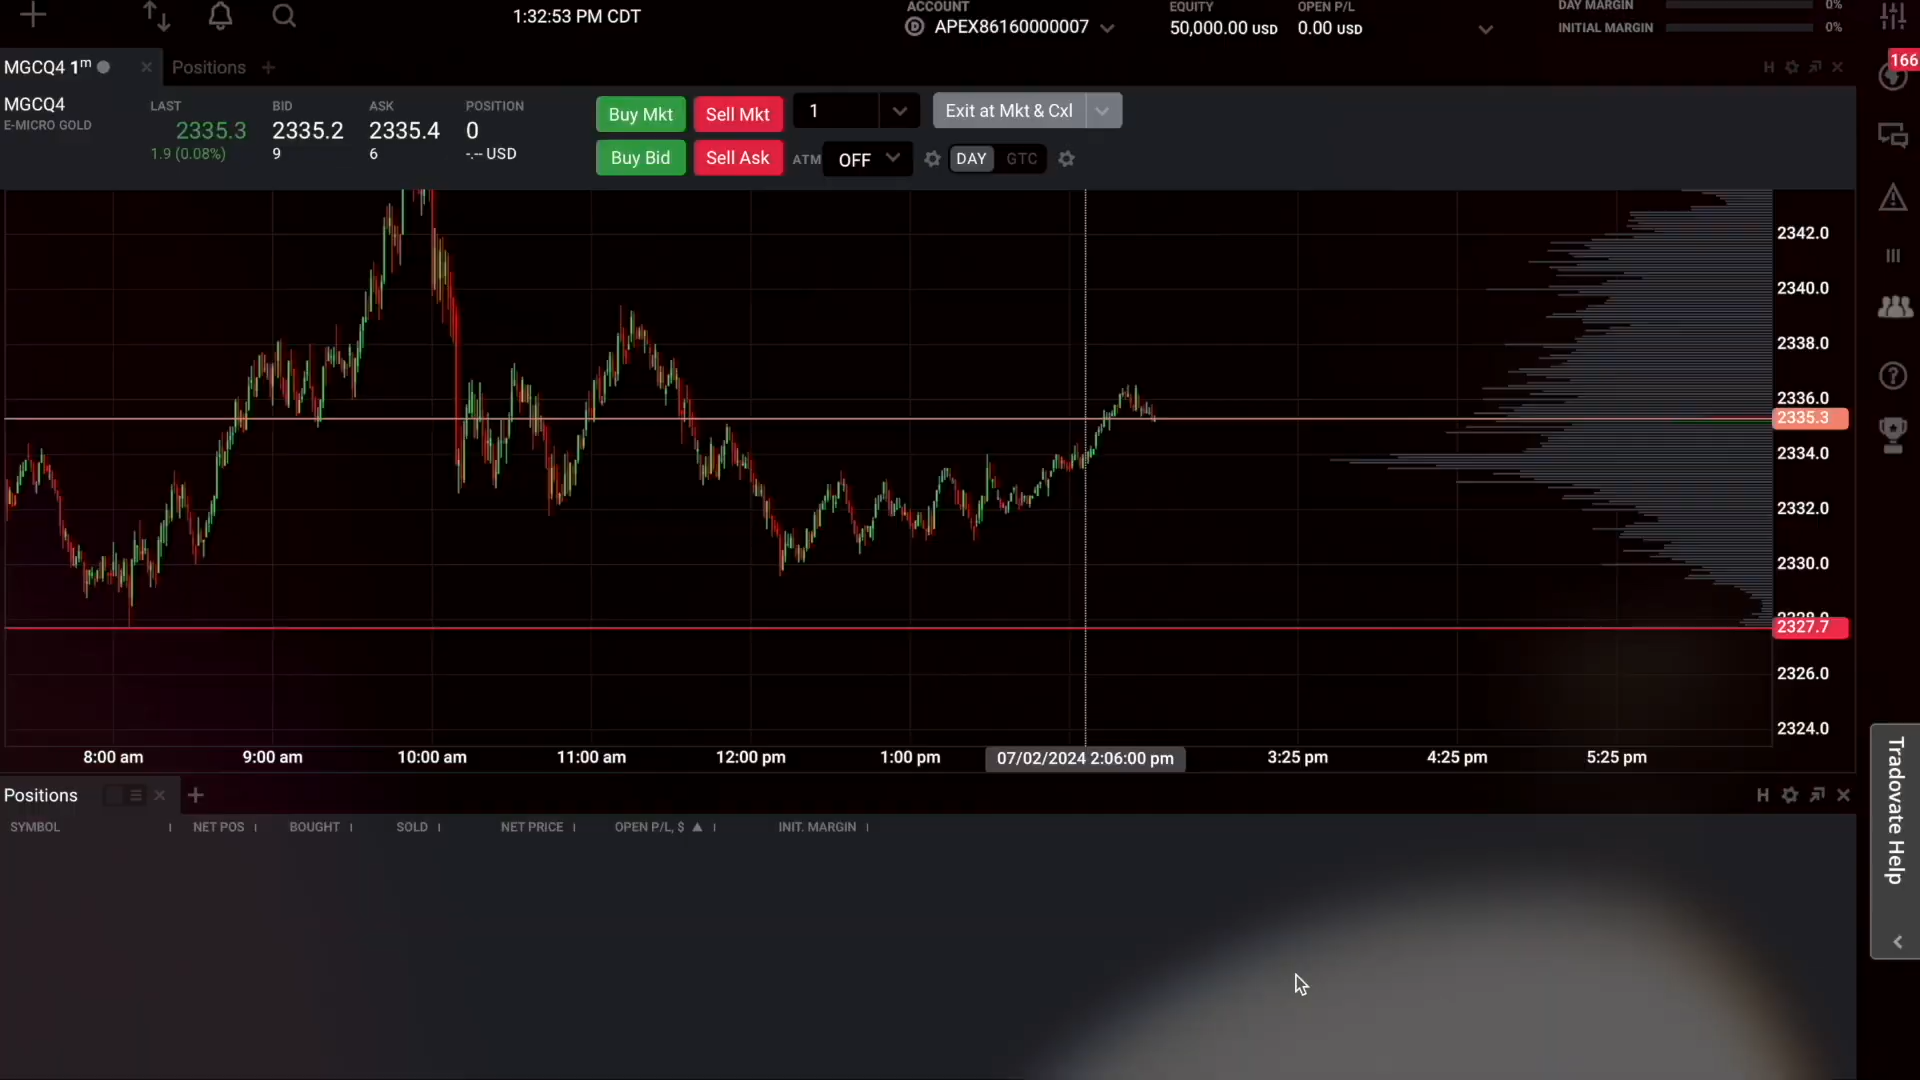 1:32:53 PM CDT
ACCOUNT
APEX86160000007
EQUITY
50,000.00 USD
OPEN P/L
0.00 USD
DAY MARGIN 0%
INITIAL MARGIN 0%
166
MGCQ4 1m
Positions
H
MGCQ4
E-MICRO GOLD
LAST
2335.3
1.9 (0.08%)
BID
2335.2
9
ASK
2335.4
6
POSITION
0
-.-- USD
Buy Mkt
Sell Mkt
1
Exit at Mkt & Cxl
Buy Bid
Sell Ask
ATM
OFF
DAY
GTC
2342.0
2340.0
2338.0
2336.0
2335.3
2334.0
2332.0
2330.0
2328.0
2327.7
2326.0
2324.0
8:00 am
9:00 am
10:00 am
11:00 am
12:00 pm
1:00 pm
07/02/2024 2:06:00 pm
3:25 pm
4:25 pm
5:25 pm
Tradovate Help
Positions
H
SYMBOL
NET POS
BOUGHT
SOLD
NET PRICE
OPEN P/L, $
INIT. MARGIN